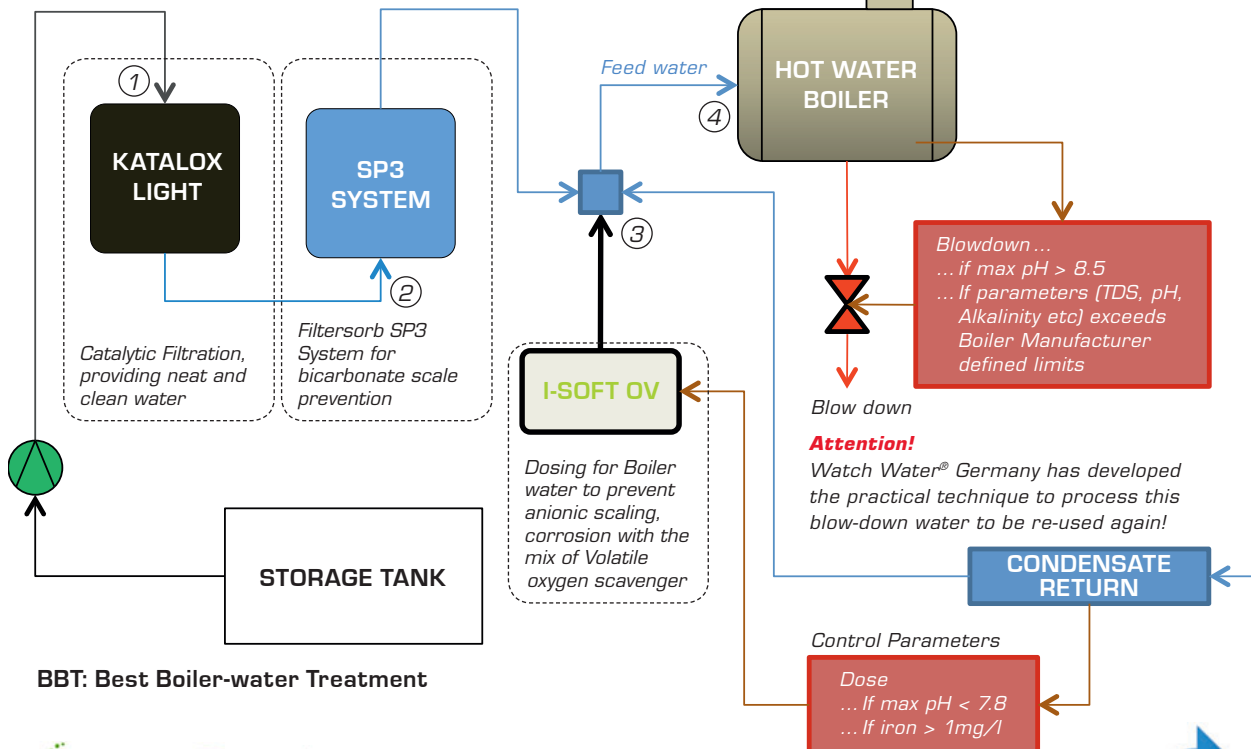 1
KATALOX
LIGHT
Catalytic Filtration,
providing neat and
clean water
SP3
SYSTEM
2
Filtersorb SP3
System for
bicarbonate scale
prevention
Feed water
4
HOT WATER
BOILER
3
I-SOFT OV
Dosing for Boiler
water to prevent
anionic scaling,
corrosion with the
mix of Volatile
oxygen scavenger
Blowdown ...
... if max pH > 8.5
... If parameters (TDS, pH,
Alkalinity etc) exceeds
Boiler Manufacturer
defined limits
Blow down
Attention!
Watch Water® Germany has developed
the practical technique to process this
blow-down water to be re-used again!
STORAGE TANK
CONDENSATE
RETURN
Control Parameters
Dose
... If max pH < 7.8
... If iron > 1mg/l
BBT: Best Boiler-water Treatment